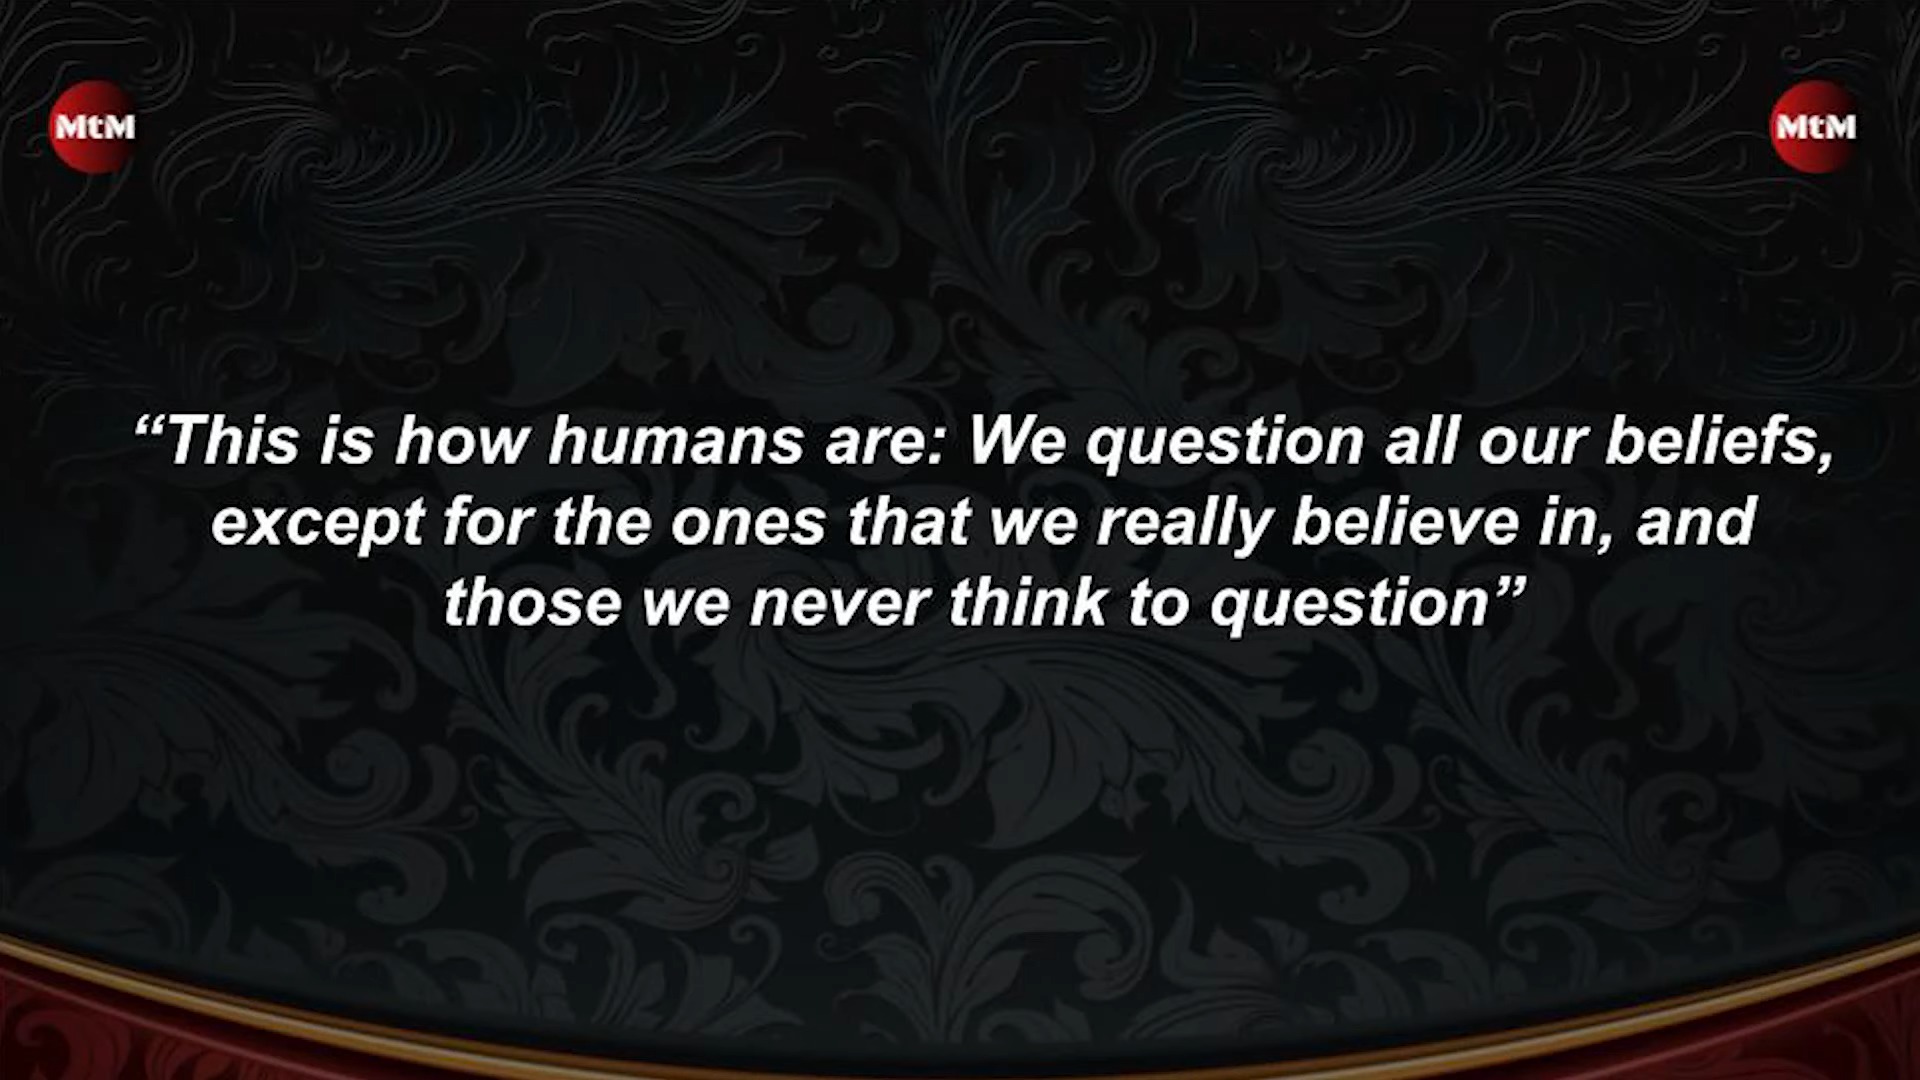 MtM
MtM
“This is how humans are: We question all our beliefs,
except for the ones that we really believe in, and
those we never think to question”